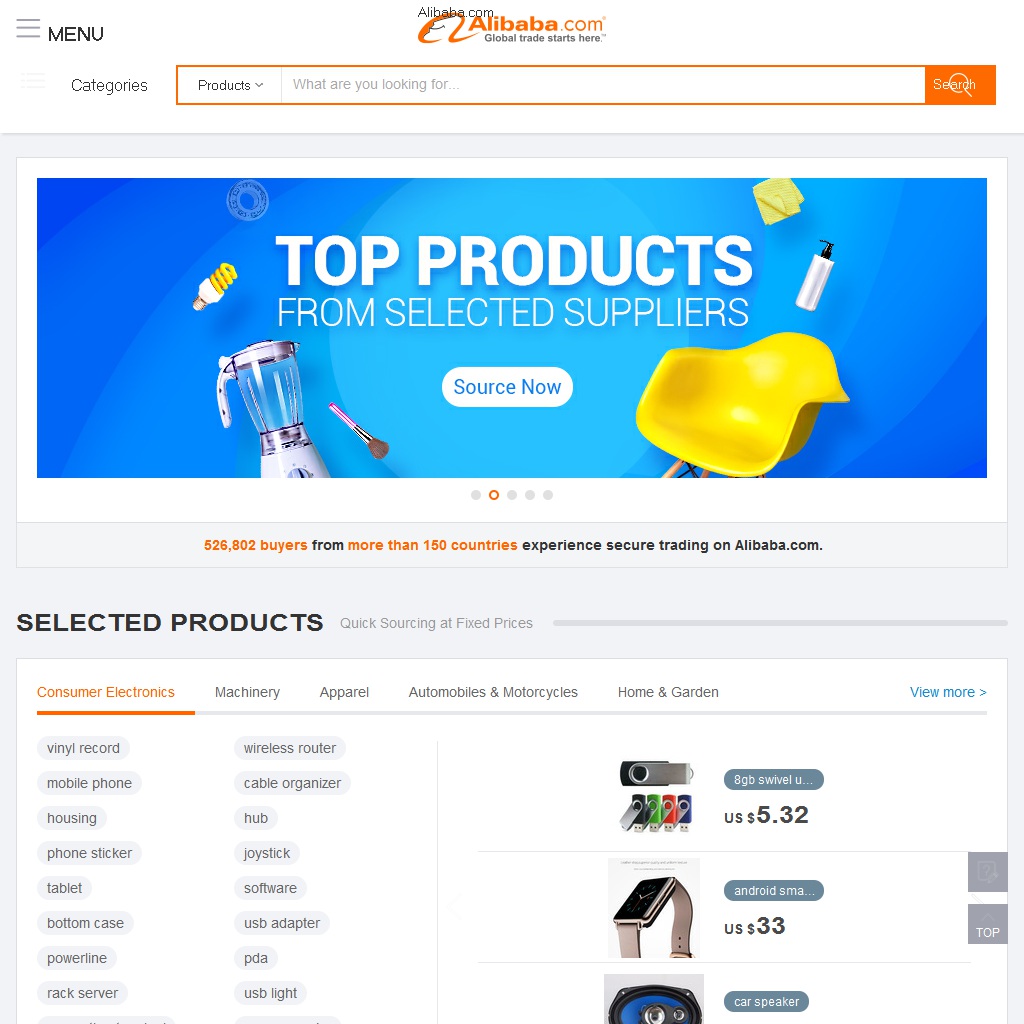 MENU
Alibaba.com
Alibaba.com
Global trade starts here.™
Categories
Products
What are you looking for...
Search
TOP PRODUCTS
FROM SELECTED SUPPLIERS
Source Now
526,802 buyers from more than 150 countries experience secure trading on Alibaba.com.
SELECTED PRODUCTS
Quick Sourcing at Fixed Prices
Consumer Electronics
Machinery
Apparel
Automobiles & Motorcycles
Home & Garden
View more >
vinyl record
wireless router
mobile phone
cable organizer
housing
hub
phone sticker
joystick
tablet
software
bottom case
usb adapter
powerline
pda
rack server
usb light
8gb swivel u...
US $5.32
android sma...
US $33
car speaker
TOP